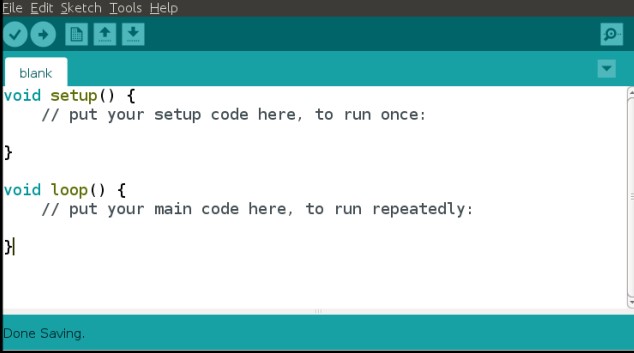 File Edit Sketch Tools Help
blank
void setup() {
    // put your setup code here, to run once:
}
void loop() {
    // put your main code here, to run repeatedly:
}
Done Saving.